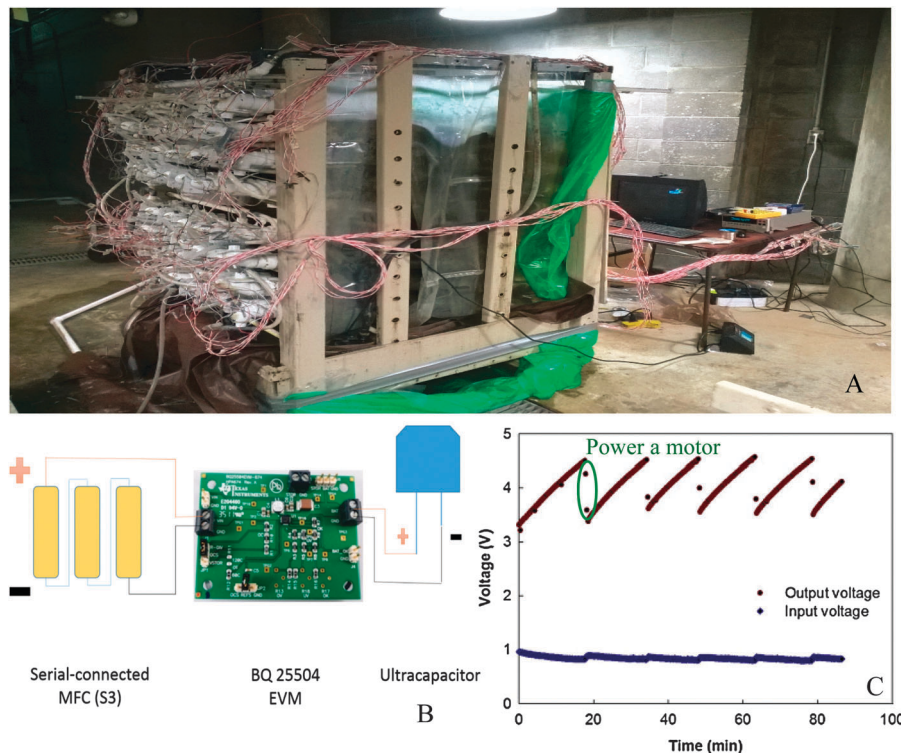 A
+
-
TEXAS
INSTRUMENTS
+
-
Serial-connected
MFC (S3)
BQ 25504
EVM
Ultracapacitor
B
5
4
3
2
1
0
Voltage (V)
Power a motor
Output voltage
Input voltage
C
0 20 40 60 80 100
Time (min)